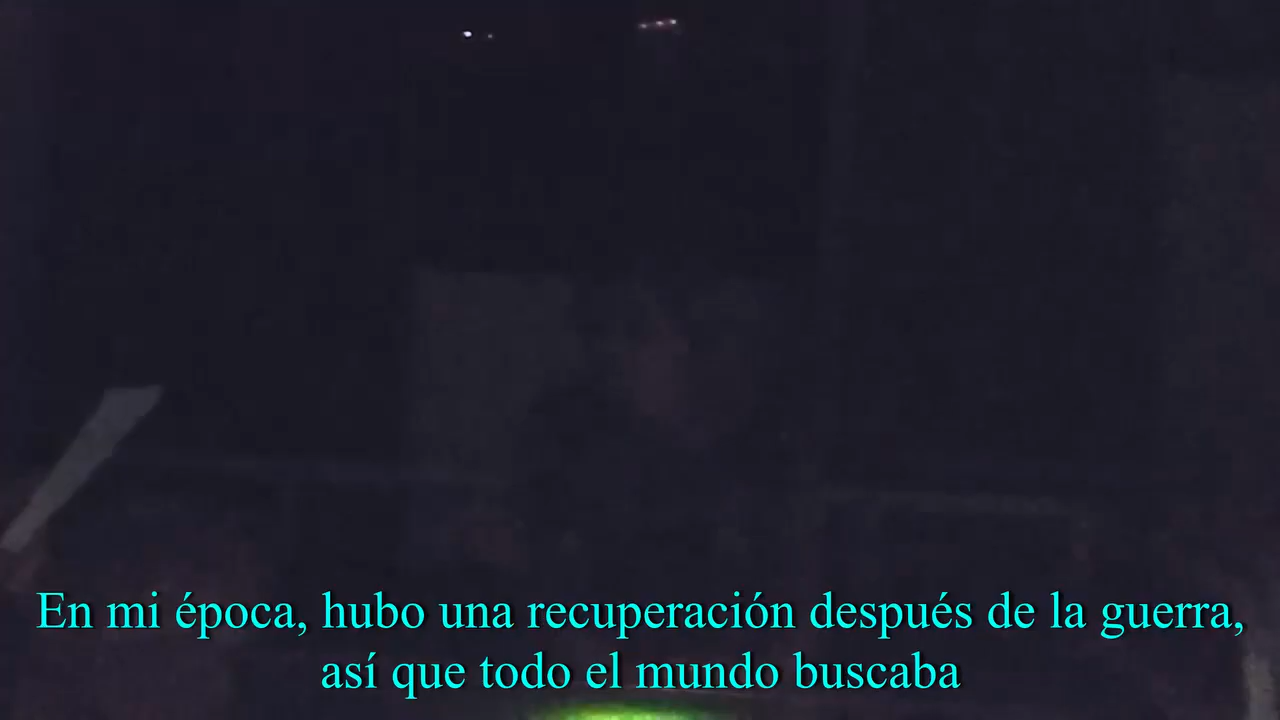 En mi época, hubo una recuperación después de la guerra,
así que todo el mundo buscaba